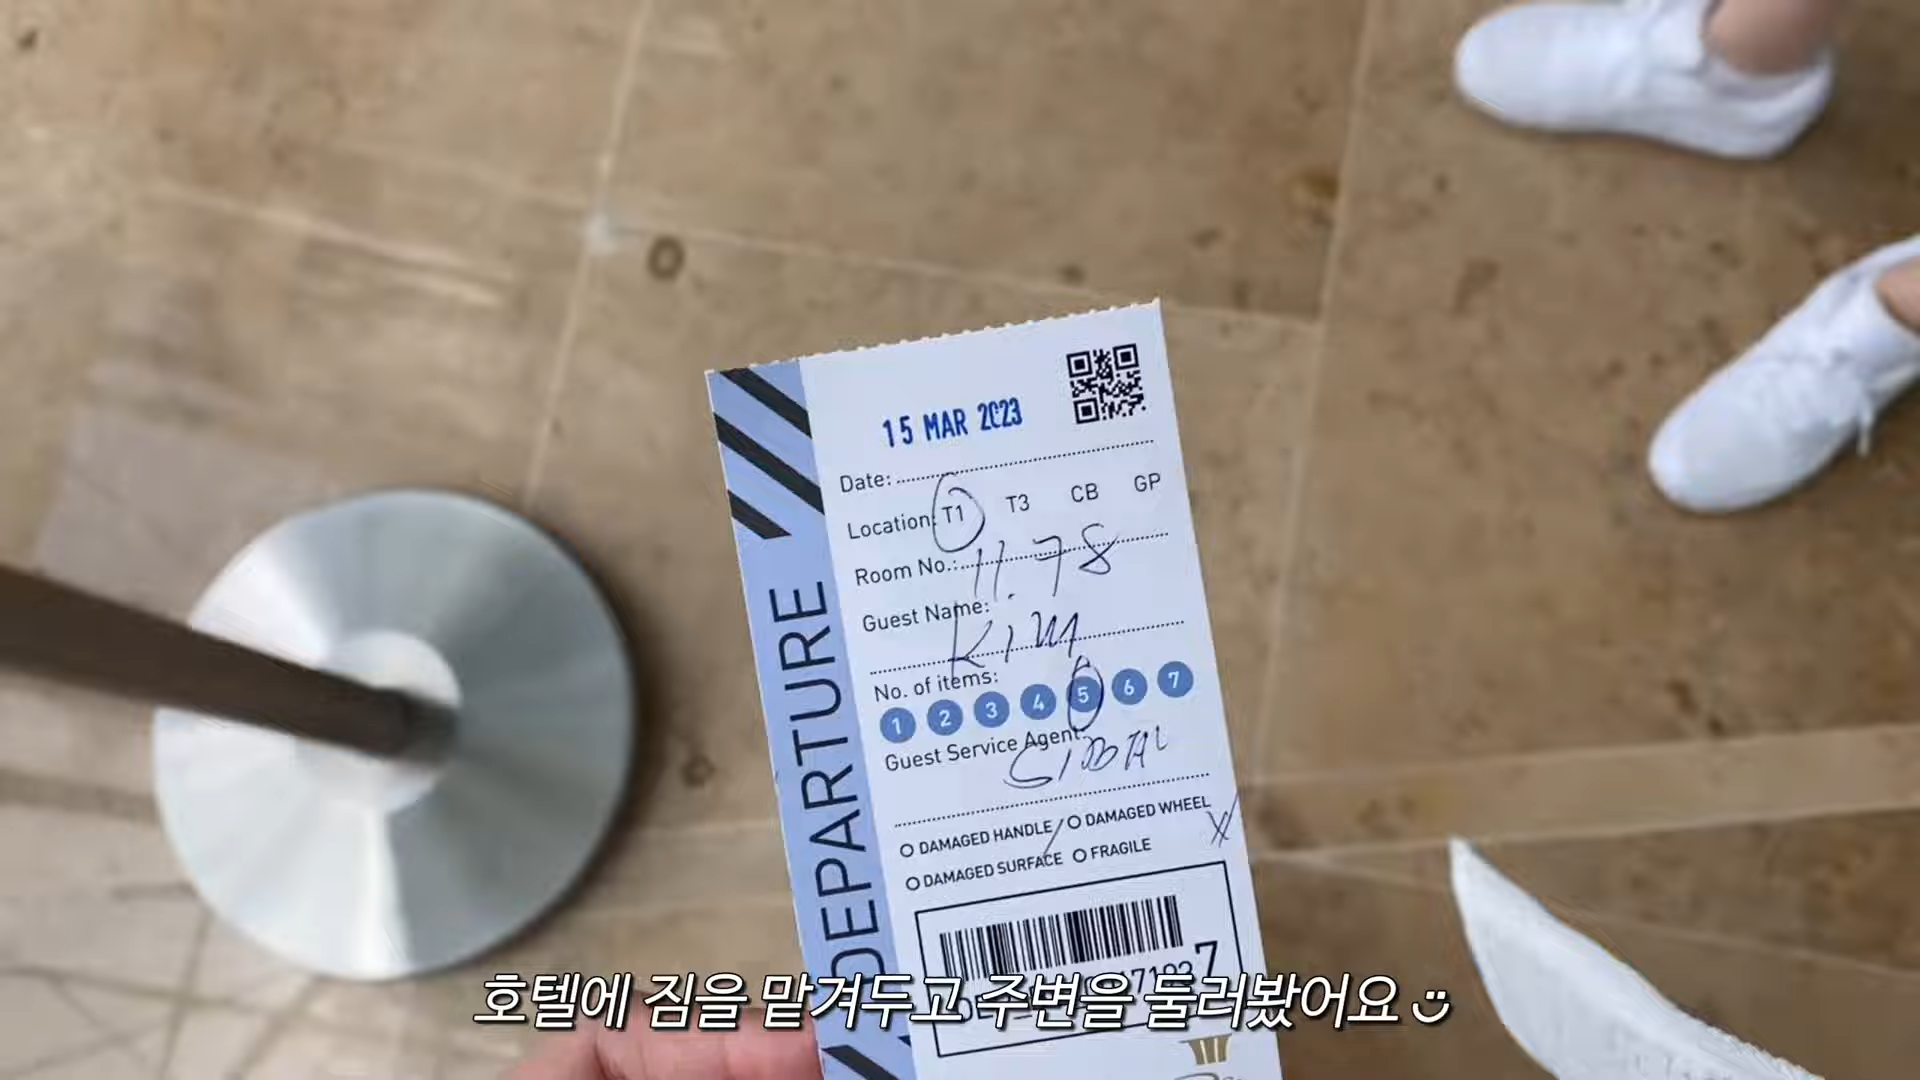 15 MAR 2023
Date:
Location: T1 T3 CB GP
Room No.: 11.78
Guest Name:
KIM
No. of items:
1 2 3 4 5 6 7
Guest Service Agent:
DAMAGED HANDLE DAMAGED WHEEL
DAMAGED SURFACE FRAGILE
DEPARTURE
호텔에 짐을 맡겨두고 주변을 둘러봤어요